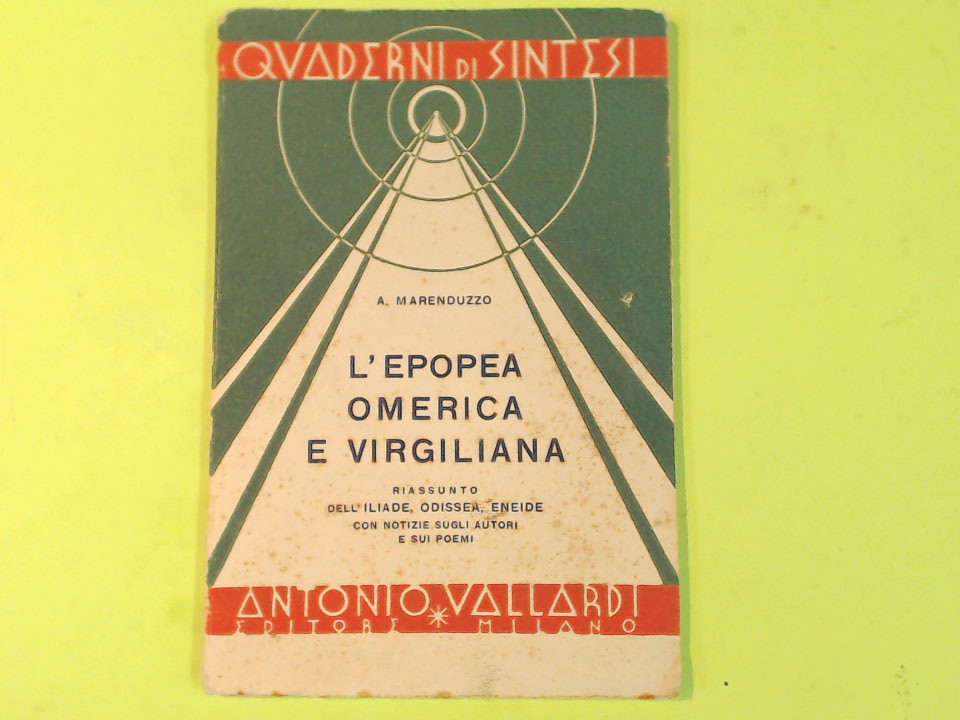 QVADERNI DI SINTESI
A. MARENDUZZO
L'EPOPEA
OMERICA
E VIRGILIANA
RIASSUNTO
DELL'ILIADE, ODISSEA, ENEIDE
CON NOTIZIE SUGLI AUTORI
E SUI POEMI
ANTONIO VALLARDI
EDITORE MILANO